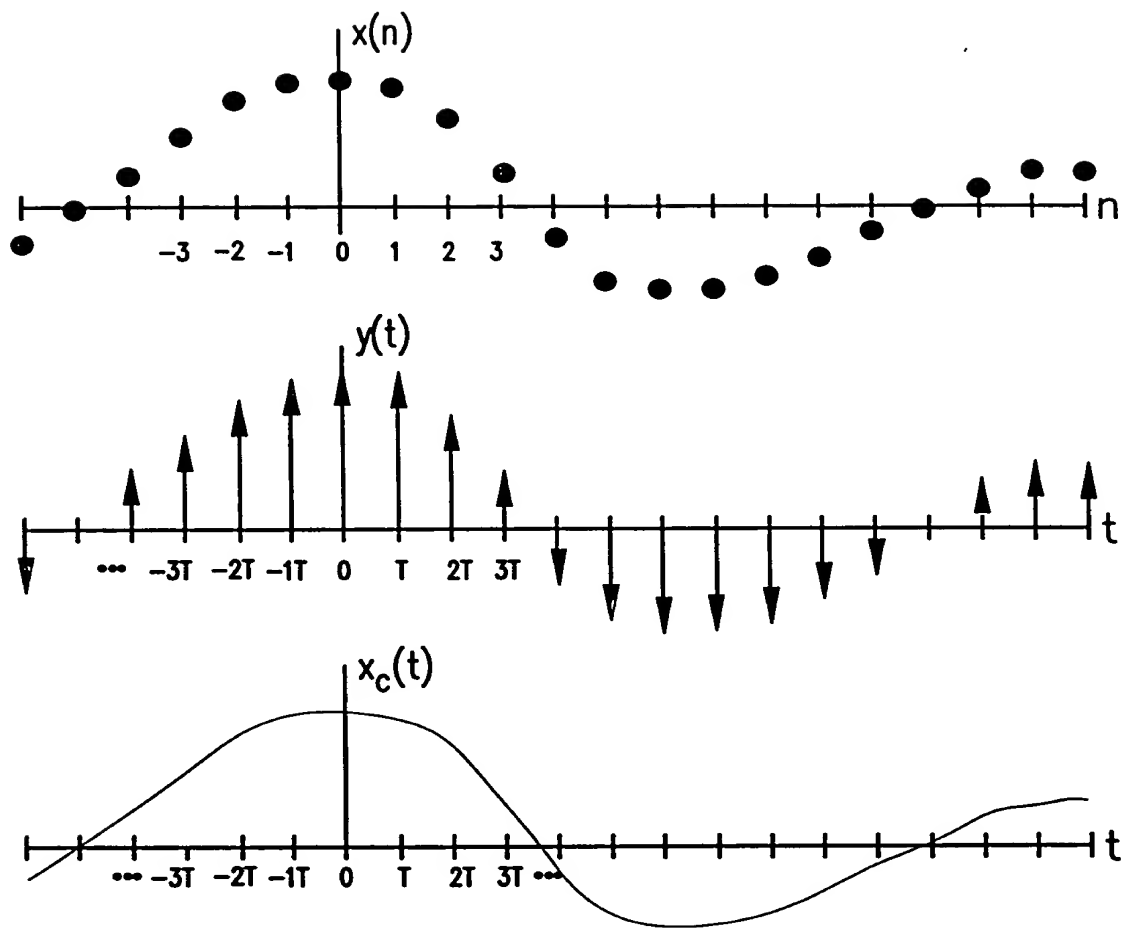 x(n)
n
-3 -2 -1 0 1 2 3
y(t)
t
••• -3T -2T -1T 0 T 2T 3T
x_c(t)
t
••• -3T -2T -1T 0 T 2T 3T •••